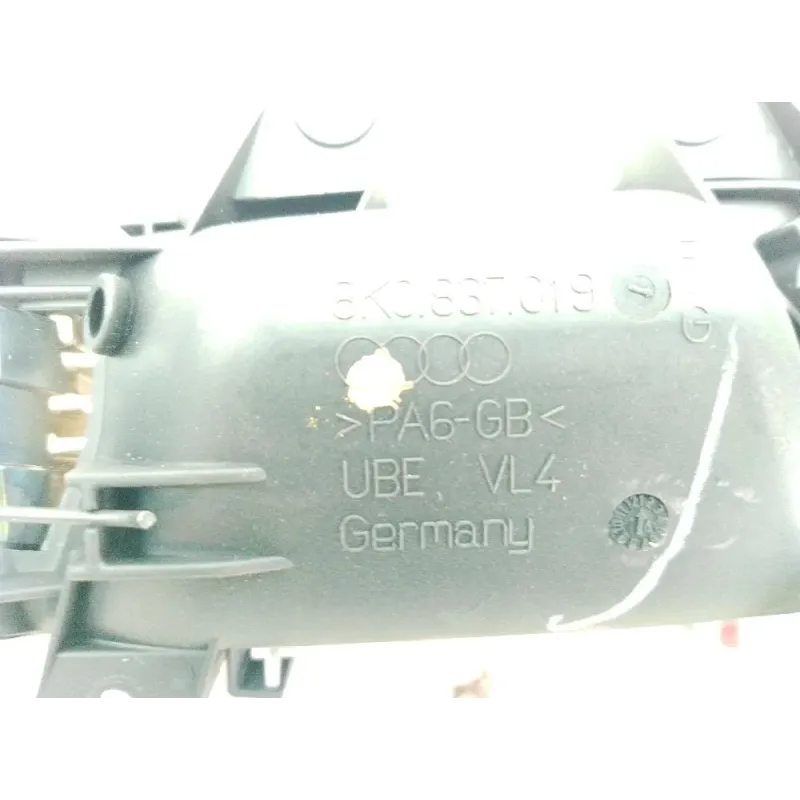 8K0.837.019
>PA6-GB<
UBE, VL4
Germany